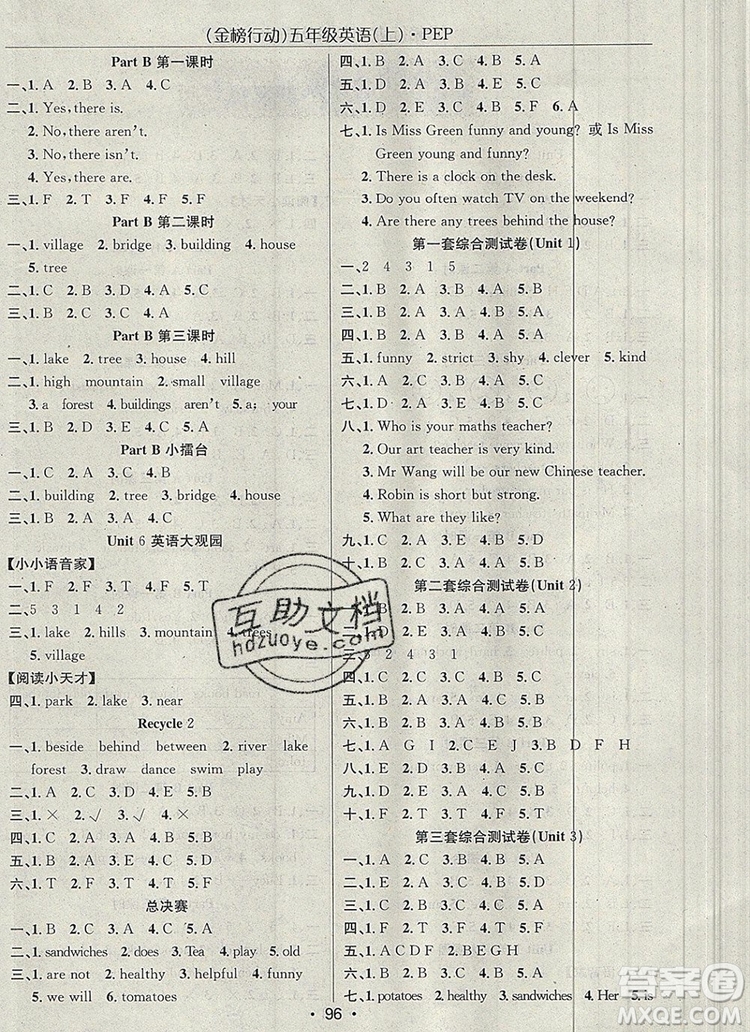 (金榜行动)五年级英语(上)·PEP
Part B 第一课时
一、1. A 2. B 3. C 4. A 5. C
二、1. Yes, there is.
2. No, there aren't.
3. No, there isn't.
4. Yes, there are.
三、1. F 2. T 3. F 4. F 5. F
Part B 第二课时
一、1. village 2. bridge 3. building 4. house
5. tree
二、1. C 2. C 3. A 4. B 5. C
三、1. C 2. A 3. B 4. A 5. C
Part B 第三课时
一、1. lake 2. tree 3. house 4. hill
二、1. high mountain 2. small village
3. a forest 4. buildings aren't 5. a; your
三、1. C 2. A 3. C 4. B
Part B 小擂台
一、1. C 2. A 3. C 4. B
二、1. building 2. tree 3. bridge 4. house
三、1. C 2. B 3. A 4. B 5. A
Unit 6 英语大观园
【小小语音家】
一、1. F 2. T 3. F 4. F 5. T
二、5 3 1 4 2
三、1. lake 2. hills 3. mountain 4. trees
5. village
【阅读小天才】
四、1. park 2. lake 3. near
Recycle 2
一、1. beside behind between 2. river lake
forest 3. draw dance swim play
二、1. C 2. B 3. C 4. A 5. A
三、1. × 2. √ 3. √ 4. ×
四、1. B 2. C 3. A 4. E 5. D
五、1. A 2. C 3. C 4. A 5. A
六、1. T 2. F 3. F 4. F 5. T
总决赛
一、1. B 2. C 3. A 4. C 5. A
二、1. sandwiches 2. does 3. Tea 4. play 5. old
三、1. are not 2. healthy 3. helpful 4. funny
5. we 6. tomatoes
四、1. B 2. A 3. C 4. B 5. A
五、1. D 2. C 3. A 4. E 5. B
六、1. D 2. E 3. C 4. B 5. F 6. A
七、1. Is Miss Green funny and young? 或 Is Miss
Green young and funny?
2. There is a clock on the desk.
3. Do you often watch TV on the weekend?
4. Are there any trees behind the house?
第一套综合测试卷(Unit 1)
一、2 4 3 1 5
二、1. B 2. A 3. A 4. B 5. A
三、1. C 2. B 3. A 4. B 5. C
四、1. B 2. A 3. B 4. B 5. A
五、1. funny 2. strict 3. shy 4. clever 5. kind
六、1. A 2. C 3. B 4. C 5. B
七、1. C 2. C 3. A 4. B 5. A
八、1. Who is your maths teacher?
2. Our art teacher is very kind.
3. Mr Wang will be our new Chinese teacher.
4. Robin is short but strong.
5. What are they like?
九、1. C 2. E 3. A 4. B 5. D
十、1. B 2. C 3. A 4. B 5. A
第二套综合测试卷(Unit 2)
互助文档
hdzuoye.com
三、5 2 4 3 1
四、1. A 2. B 3. C 4. B 5. A
五、1. C 2. A 3. B 4. B 5. A
六、1. B 2. B 3. A 4. B 5. C
七、1. A G I 2. C E J 3. B D F H
八、1. B 2. A 3. C 4. B 5. C
九、1. D 2. E 3. A 4. C 5. B
十、1. F 2. F 3. T 4. T 5. F
第三套综合测试卷(Unit 3)
一、1. A 2. C 3. B 4. B 5. A
二、1. B 2. A 3. C 4. B 5. A
三、1. C 2. E 3. A 4. B 5. D
四、1. F 2. F 3. T 4. F 5. T
五、1. ACDF 2. BEGH
六、1. A 2. B 3. A 4. C 5. B
七、1. potatoes 2. healthy 3. sandwiches 4. Her 5. is
·96·
答案圈
MXQE.COM